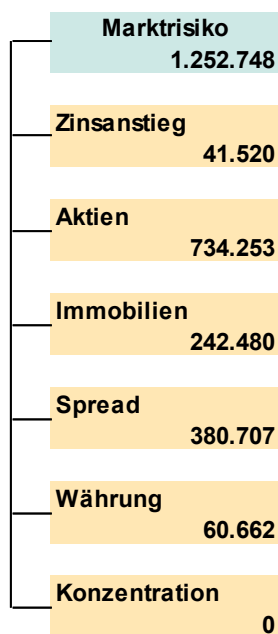 Marktrisiko
1.252.748
Zinsanstieg
41.520
Aktien
734.253
Immobilien
242.480
Spread
380.707
Währung
60.662
Konzentration
0